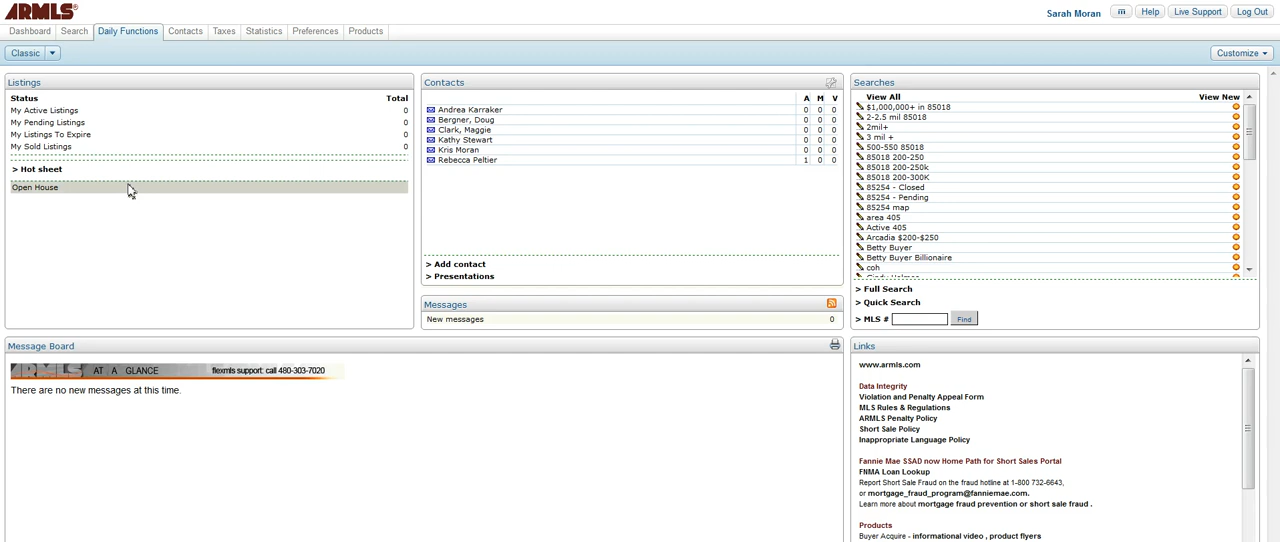 ARMLS®
Sarah Moran
Help
Live Support
Log Out
Dashboard
Search
Daily Functions
Contacts
Taxes
Statistics
Preferences
Products
Classic
Customize
Listings
Status Total
My Active Listings 0
My Pending Listings 0
My Listings To Expire 0
My Sold Listings 0
> Hot sheet
Open House
Contacts
A M V
Andrea Karraker 0 0 0
Bergner, Doug 0 0 0
Clark, Maggie 0 0 0
Kathy Stewart 0 0 0
Kris Moran 0 0 0
Rebecca Peltier 1 0 0
> Add contact
> Presentations
Messages
New messages 0
Searches
View All View New
$1,000,000+ in 85018
2-2.5 mil 85018
2mil+
3 mil +
500-550 85018
85018 200-250
85018 200-250k
85018 200-300K
85254 - Closed
85254 - Pending
85254 map
area 405
Active 405
Arcadia $200-$250
Betty Buyer
Betty Buyer Billionaire
coh
> Full Search
> Quick Search
> MLS # Find
Message Board
ARMLS AT A GLANCE flexmls support: call 480-303-7020
There are no new messages at this time.
Links
www.armls.com
Data Integrity
Violation and Penalty Appeal Form
MLS Rules & Regulations
ARMLS Penalty Policy
Short Sale Policy
Inappropriate Language Policy
Fannie Mae SSAD now Home Path for Short Sales Portal
FNMA Loan Lookup
Report Short Sale Fraud on the fraud hotline at 1-800 732-6643,
or mortgage_fraud_program@fanniemae.com.
Learn more about mortgage fraud prevention or short sale fraud .
Products
Buyer Acquire - informational video , product flyers